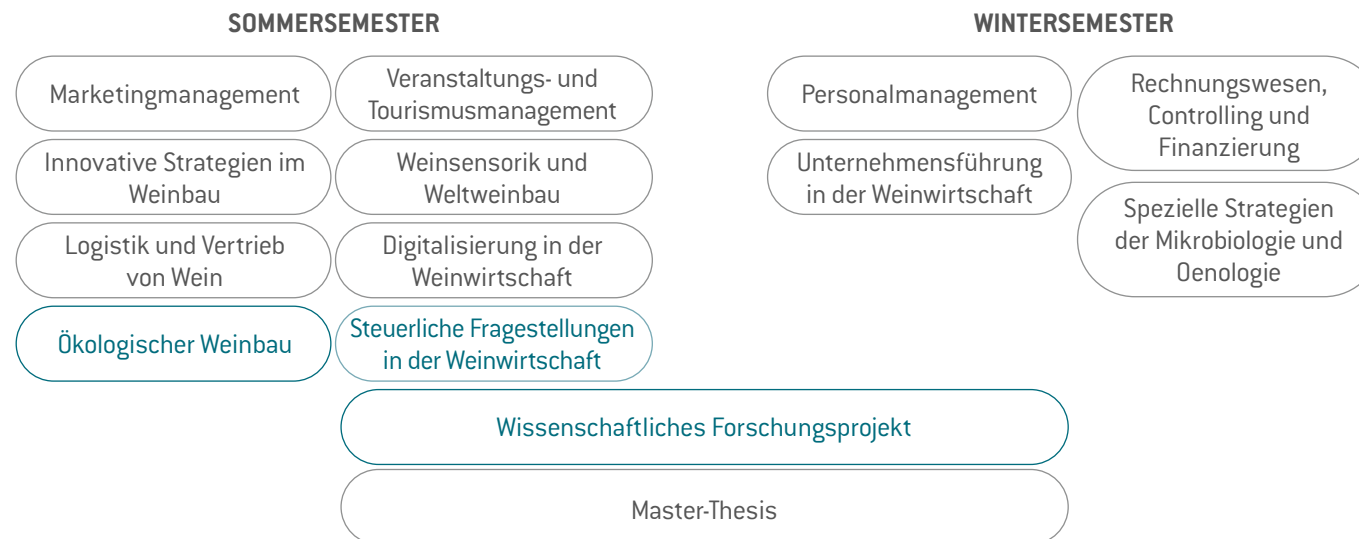 SOMMERSEMESTER
Marketingmanagement
Veranstaltungs- und
Tourismusmanagement
Innovative Strategien im
Weinbau
Weinsensorik und
Weltweinbau
Logistik und Vertrieb
von Wein
Digitalisierung in der
Weinwirtschaft
Ökologischer Weinbau
Steuerliche Fragestellungen
in der Weinwirtschaft
WINTERSEMESTER
Personalmanagement
Rechnungswesen,
Controlling und
Finanzierung
Unternehmensführung
in der Weinwirtschaft
Spezielle Strategien
der Mikrobiologie und
Oenologie
Wissenschaftliches Forschungsprojekt
Master-Thesis